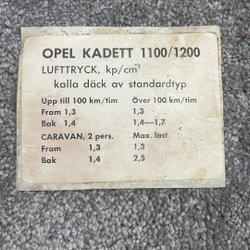 OPEL KADETT 1100/1200
LUFTTRYCK, kp/cm²
kalla däck av standardtyp
Upp till 100 km/tim Över 100 km/tim
Fram 1,3 1,3
Bak 1,4 1,4—1,7
CARAVAN, 2 pers. Max. last
Fram 1,3 1,3
Bak 1,4 2,5